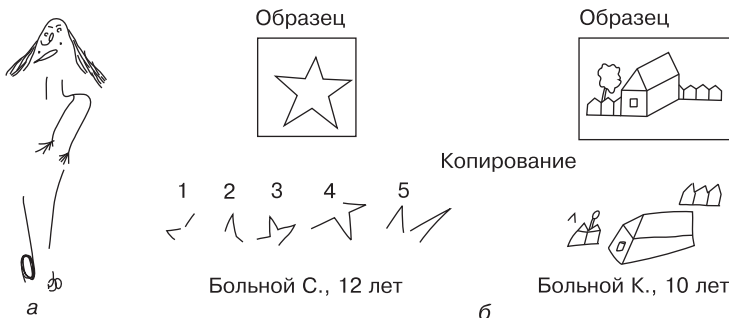 Образец
Образец
Копирование
1 2 3 4 5
Больной С., 12 лет
Больной К., 10 лет
а
б